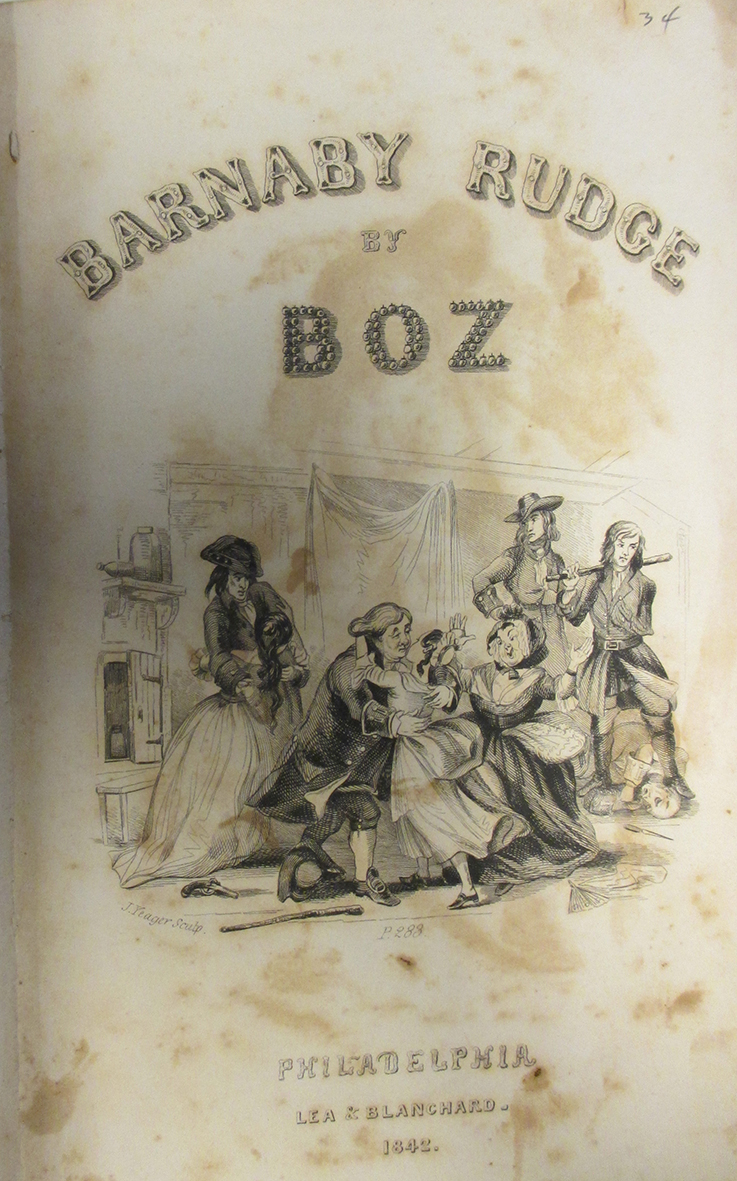 34
BARNABY RUDGE
BY
BOZ
J. Yeager Sculp.
P. 288
PHILADELPHIA
LEA & BLANCHARD.
1842.